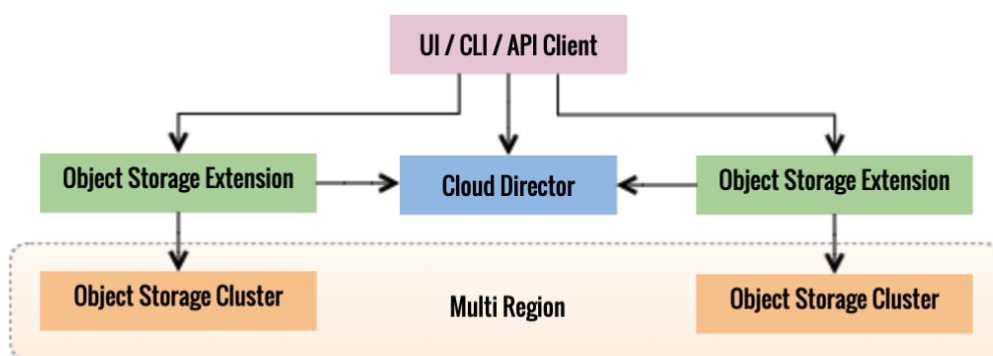 UI / CLI / API Client
Object Storage Extension
Cloud Director
Object Storage Extension
Object Storage Cluster
Multi Region
Object Storage Cluster